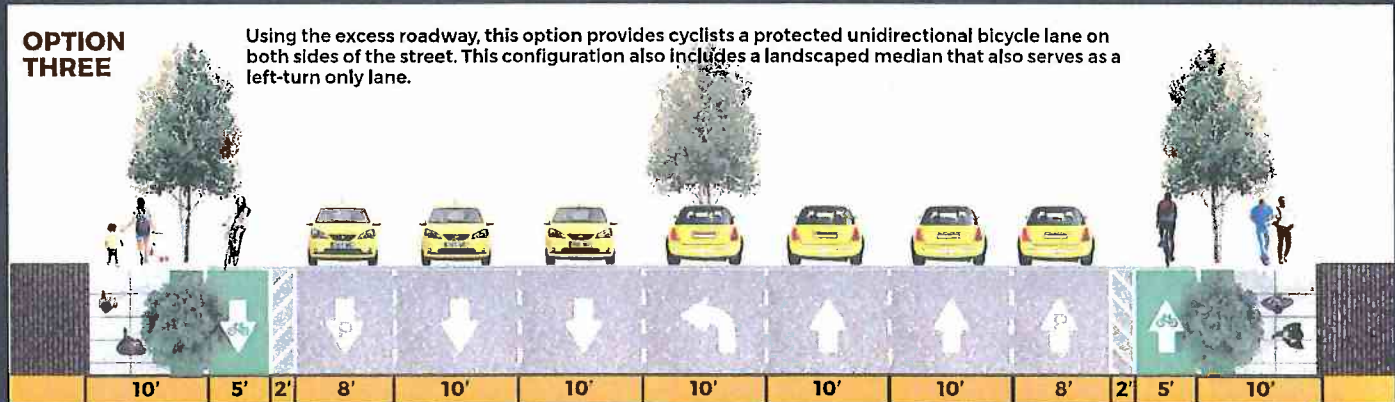 OPTION
THREE
Using the excess roadway, this option provides cyclists a protected unidirectional bicycle lane on
both sides of the street. This configuration also includes a landscaped median that also serves as a
left-turn only lane.
P P
10' 5' 2' 8' 10' 10' 10' 10' 10' 8' 2' 5' 10'